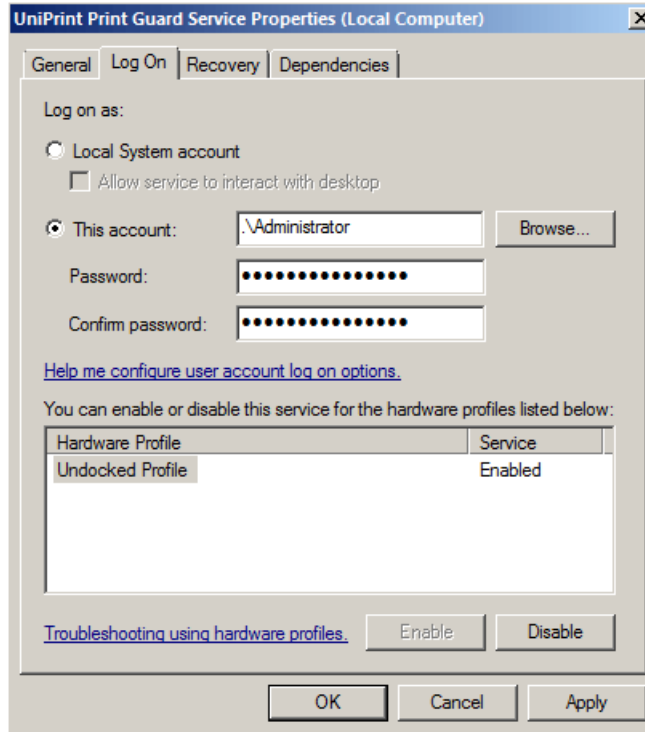 UniPrint Print Guard Service Properties (Local Computer)
General Log On Recovery Dependencies
Log on as:
Local System account
Allow service to interact with desktop
This account: .\Administrator Browse...
Password: ●●●●●●●●●●●●●●●
Confirm password: ●●●●●●●●●●●●●●●
Help me configure user account log on options.
You can enable or disable this service for the hardware profiles listed below:
Hardware Profile Service
Undocked Profile Enabled
Troubleshooting using hardware profiles. Enable Disable
OK Cancel Apply